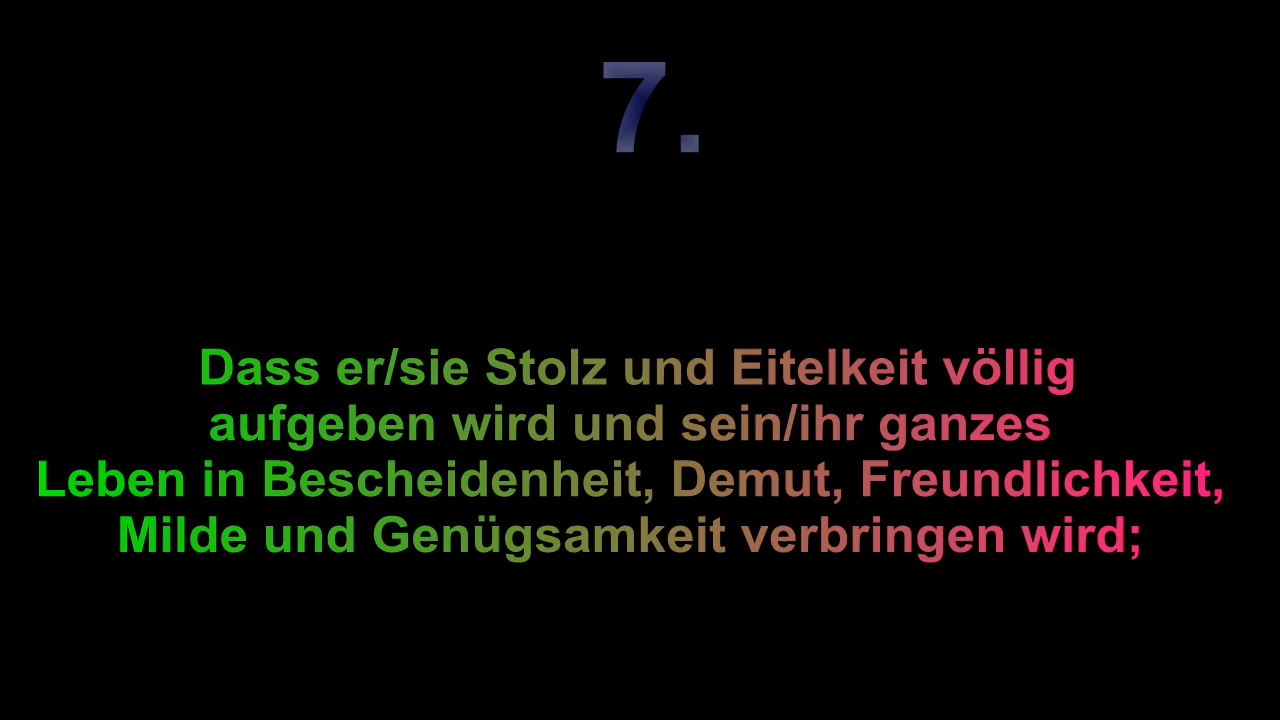 7.
Dass er/sie Stolz und Eitelkeit völlig
aufgeben wird und sein/ihr ganzes
Leben in Bescheidenheit, Demut, Freundlichkeit,
Milde und Genügsamkeit verbringen wird;